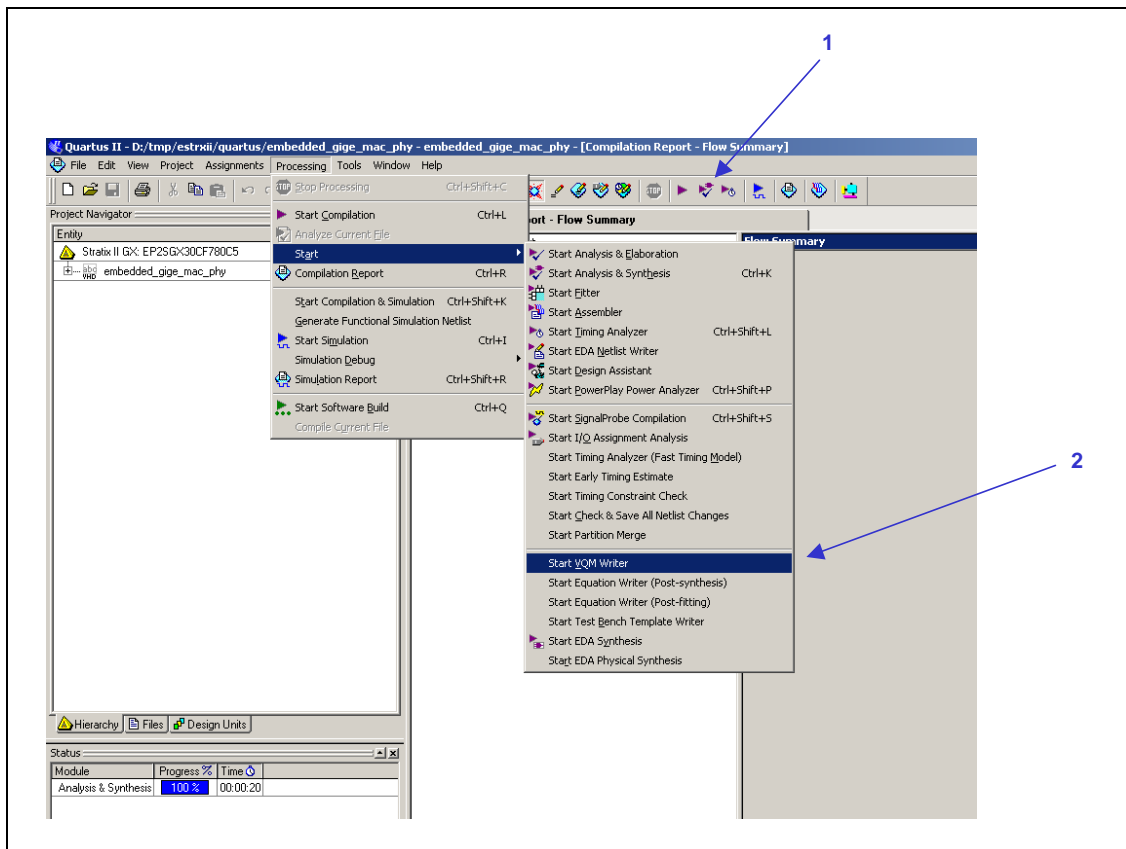 1
Quartus II - D:/tmp/estrxii/quartus/embedded_gige_mac_phy - embedded_gige_mac_phy - [Compilation Report - Flow Summary]
File Edit View Project Assignments Processing Tools Window Help
Stop Processing Ctrl+Shift+C
Project Navigator
Start Compilation Ctrl+L
ort - Flow Summary
Entity
Analyze Current File
Flow Summary
Stratix II GX: EP2SGX30CF780C5
Start
Start Analysis & Elaboration
abd
VHD
embedded_gige_mac_phy
Compilation Report Ctrl+R
Start Analysis & Synthesis Ctrl+K
Start Fitter
Start Compilation & Simulation Ctrl+Shift+K
Start Assembler
Generate Functional Simulation Netlist
Start Timing Analyzer Ctrl+Shift+L
Start Simulation Ctrl+I
Start EDA Netlist Writer
Simulation Debug
Start Design Assistant
Simulation Report Ctrl+Shift+R
Start PowerPlay Power Analyzer Ctrl+Shift+P
Start Software Build Ctrl+Q
Start SignalProbe Compilation Ctrl+Shift+S
Compile Current File
Start I/O Assignment Analysis
Start Timing Analyzer (Fast Timing Model)
2
Start Early Timing Estimate
Start Timing Constraint Check
Start Check & Save All Netlist Changes
Start Partition Merge
Start VQM Writer
Start Equation Writer (Post-synthesis)
Start Equation Writer (Post-fitting)
Start Test Bench Template Writer
Start EDA Synthesis
Start EDA Physical Synthesis
Hierarchy Files Design Units
Status
Module Progress % Time
Analysis & Synthesis 100 % 00:00:20